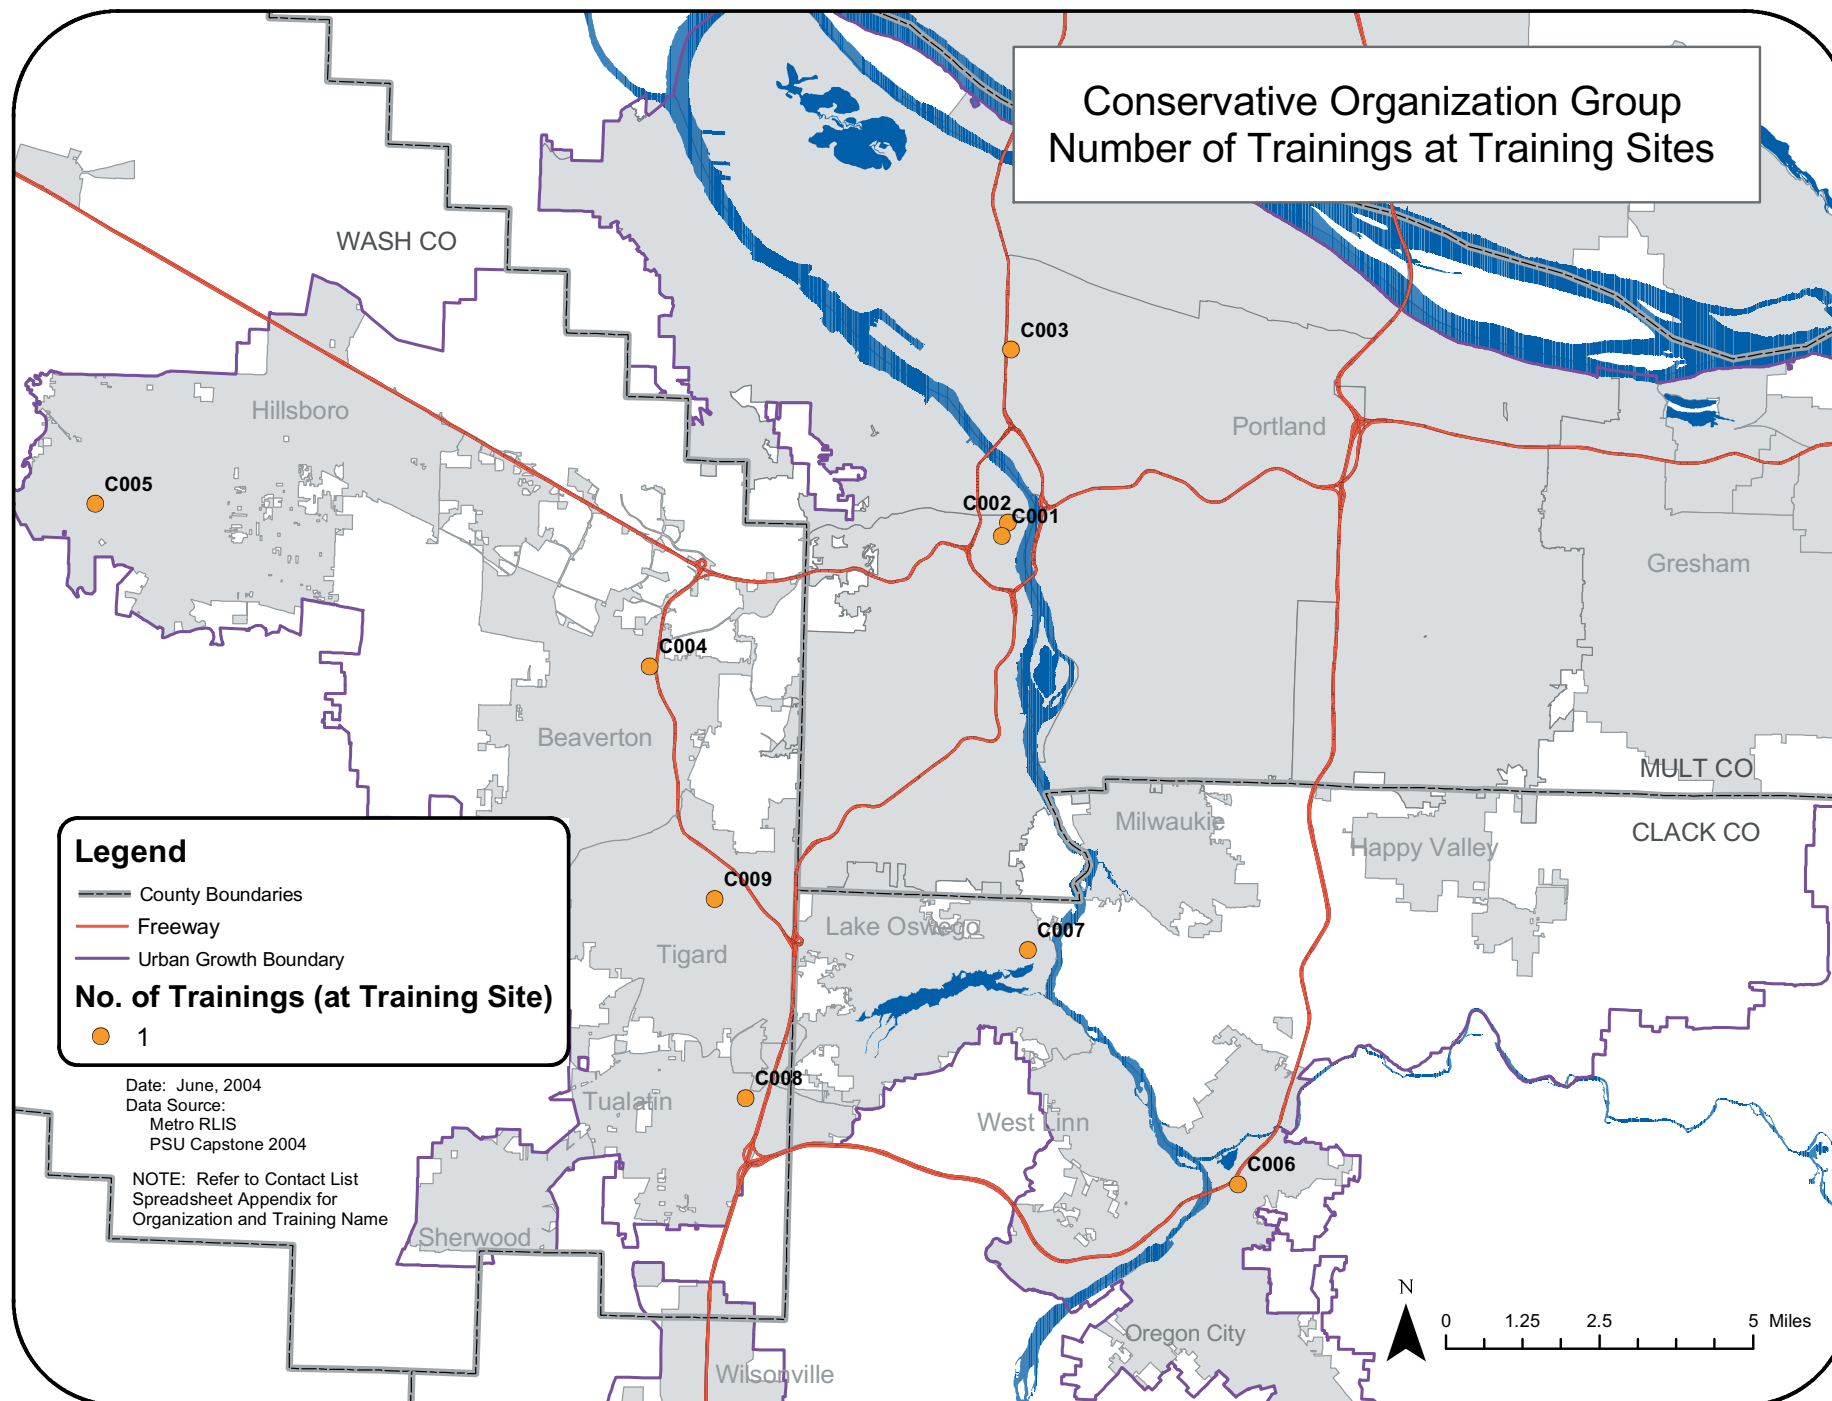 Conservative Organization Group
Number of Trainings at Training Sites
WASH CO
C003
Hillsboro
Portland
C005
C002
C001
Gresham
C004
Beaverton
MULT CO
Milwaukie
Happy Valley
CLACK CO
Legend
County Boundaries
Freeway
Urban Growth Boundary
No. of Trainings (at Training Site)
1
C009
Lake Oswego
C007
Tigard
C008
Tualatin
West Linn
Date: June, 2004
Data Source:
Metro RLIS
PSU Capstone 2004
NOTE: Refer to Contact List
Spreadsheet Appendix for
Organization and Training Name
C006
Sherwood
N
0 1.25 2.5 5 Miles
Oregon City
Wilsonville